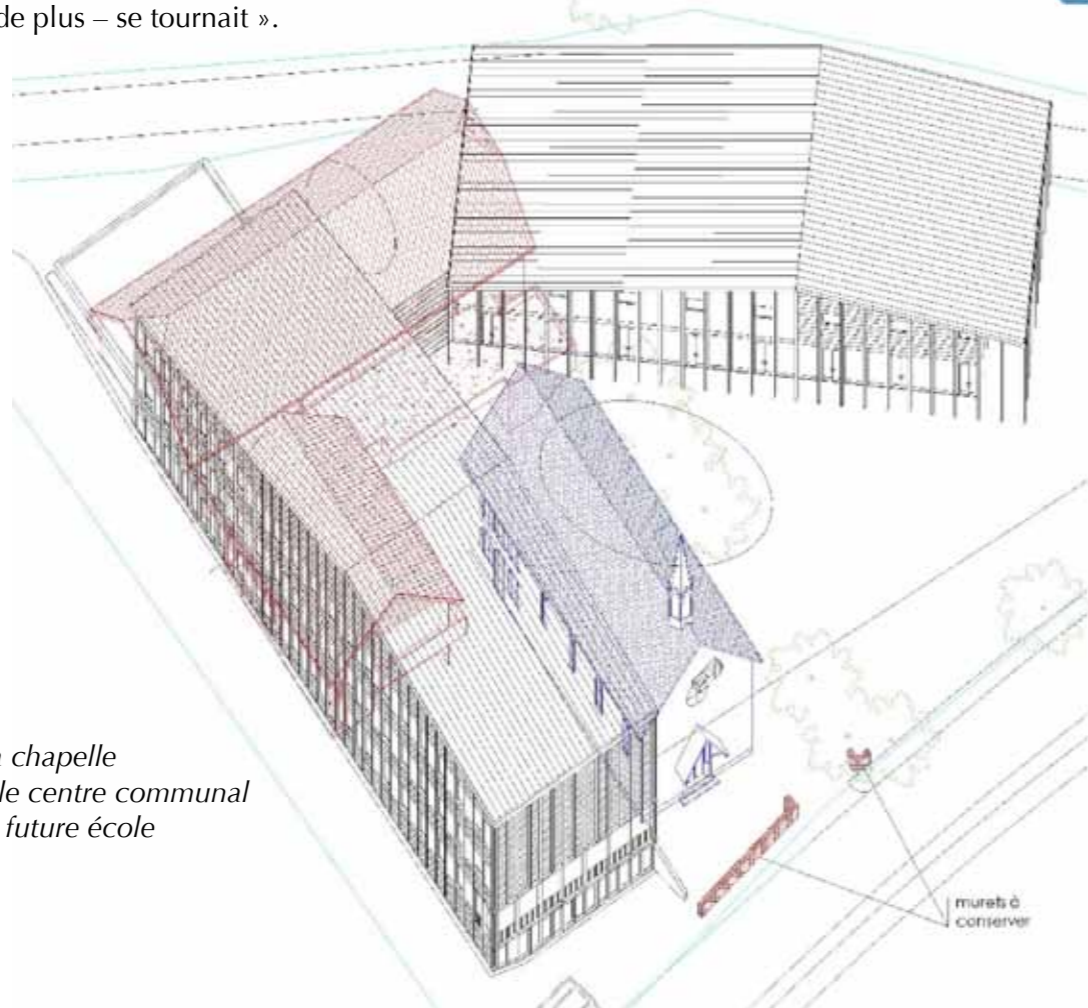 de plus – se tournait ».
chapelle
le centre communal
future école
murets à
conserver